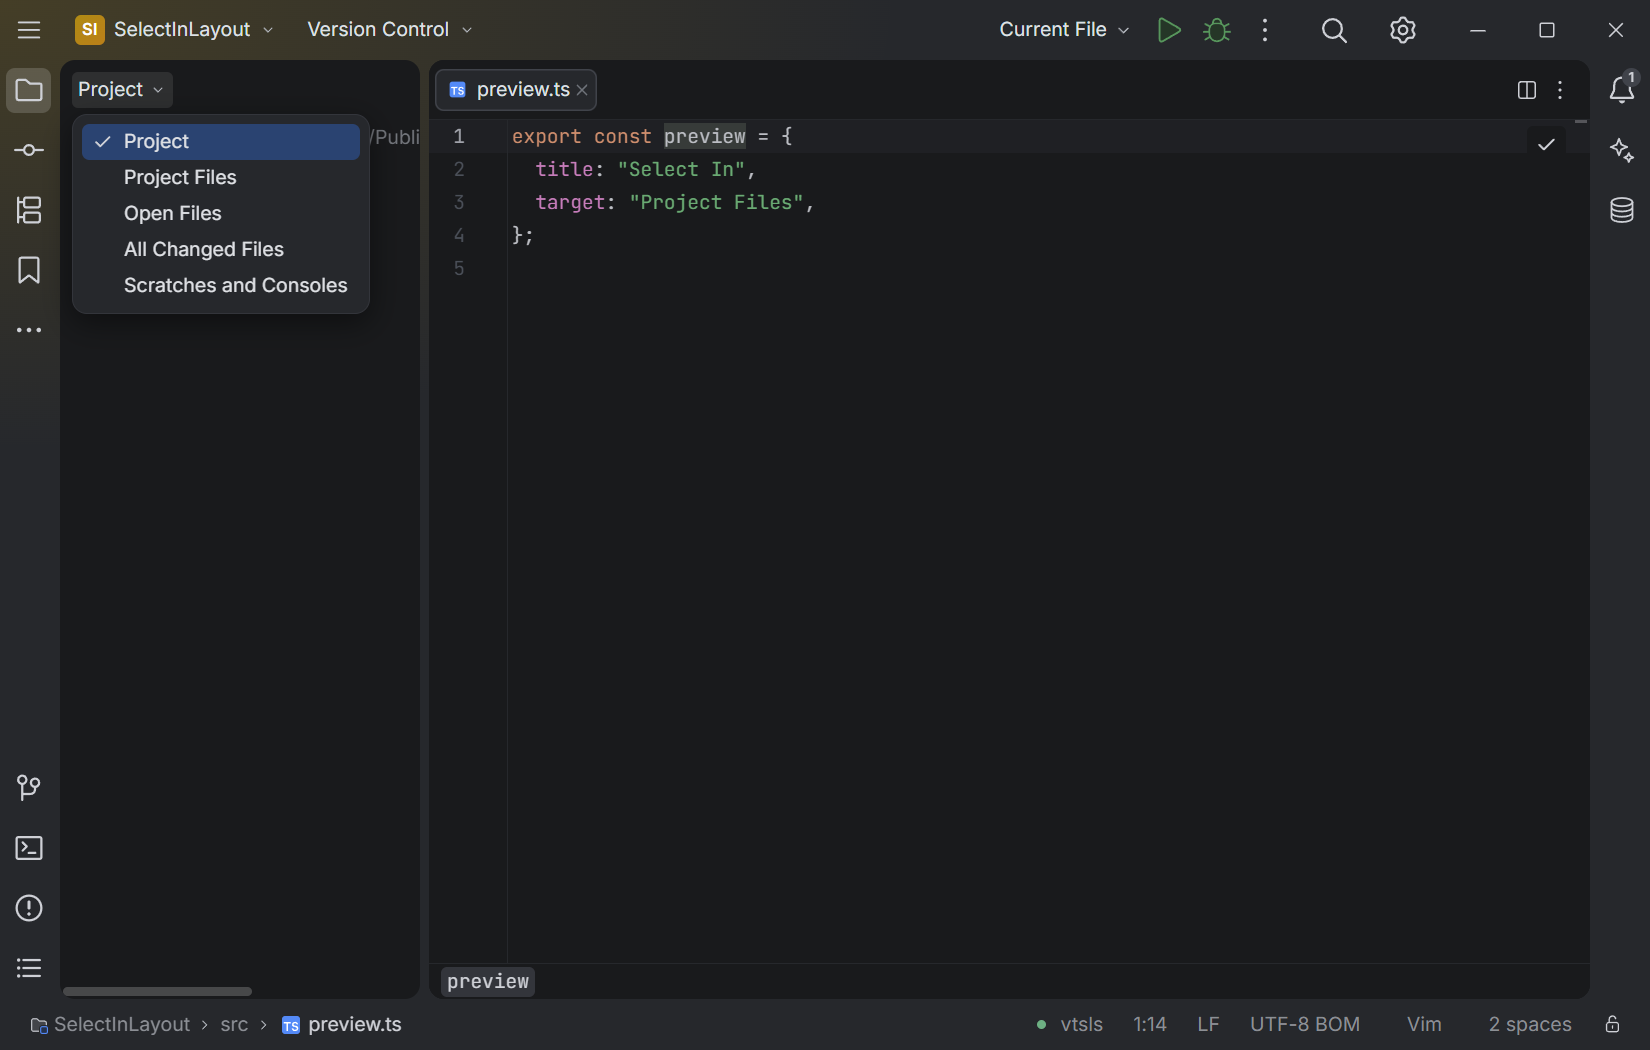 SI SelectInLayout Version Control Current File
Project preview.ts 1
Project /Publi
Project Files
Open Files
All Changed Files
Scratches and Consoles
1 export const preview = {
2 title: "Select In",
3 target: "Project Files",
4 };
5
preview
SelectInLayout › src › TS preview.ts vtsls 1:14 LF UTF-8 BOM Vim 2 spaces